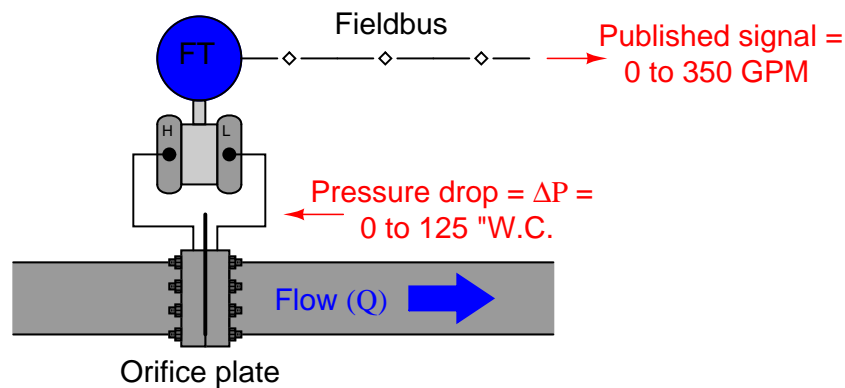 Fieldbus
FT
Published signal =
0 to 350 GPM
H
L
Pressure drop = ΔP =
0 to 125 "W.C.
Flow (Q)
Orifice plate